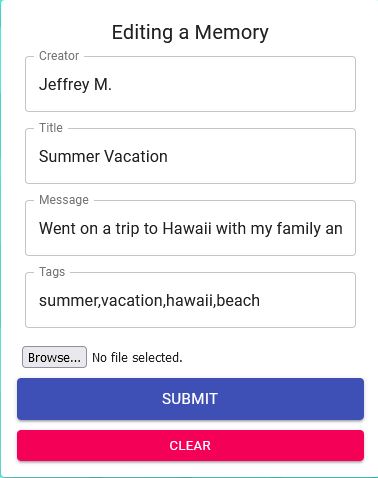 Editing a Memory
Creator
Jeffrey M.
Title
Summer Vacation
Message
Went on a trip to Hawaii with my family an
Tags
summer,vacation,hawaii,beach
Browse... No file selected.
SUBMIT
CLEAR